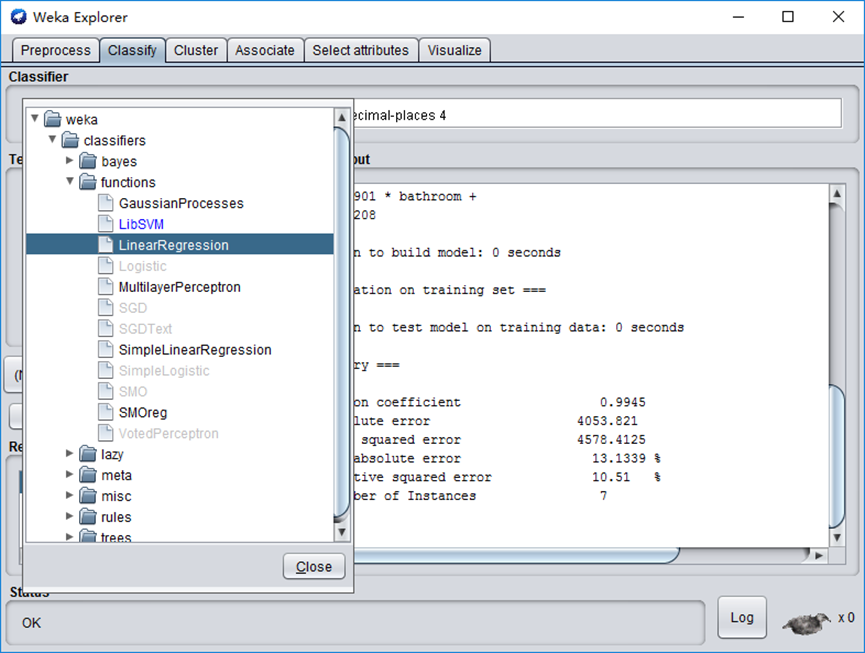 Weka Explorer
Preprocess Classify Cluster Associate Select attributes Visualize
Classifier
ecimal-places 4
weka
classifiers
bayes
functions
GaussianProcesses
LibSVM
LinearRegression
Logistic
MultilayerPerceptron
SGD
SGDText
SimpleLinearRegression
SimpleLogistic
SMO
SMOreg
VotedPerceptron
lazy
meta
misc
rules
trees
Close
Te
(N
Re
ut
901 * bathroom +
208
n to build model: 0 seconds
ation on training set ===
n to test model on training data: 0 seconds
ry ===
on coefficient 0.9945
lute error 4053.821
squared error 4578.4125
absolute error 13.1339 %
tive squared error 10.51 %
ber of Instances 7
Status
OK
Log
x 0